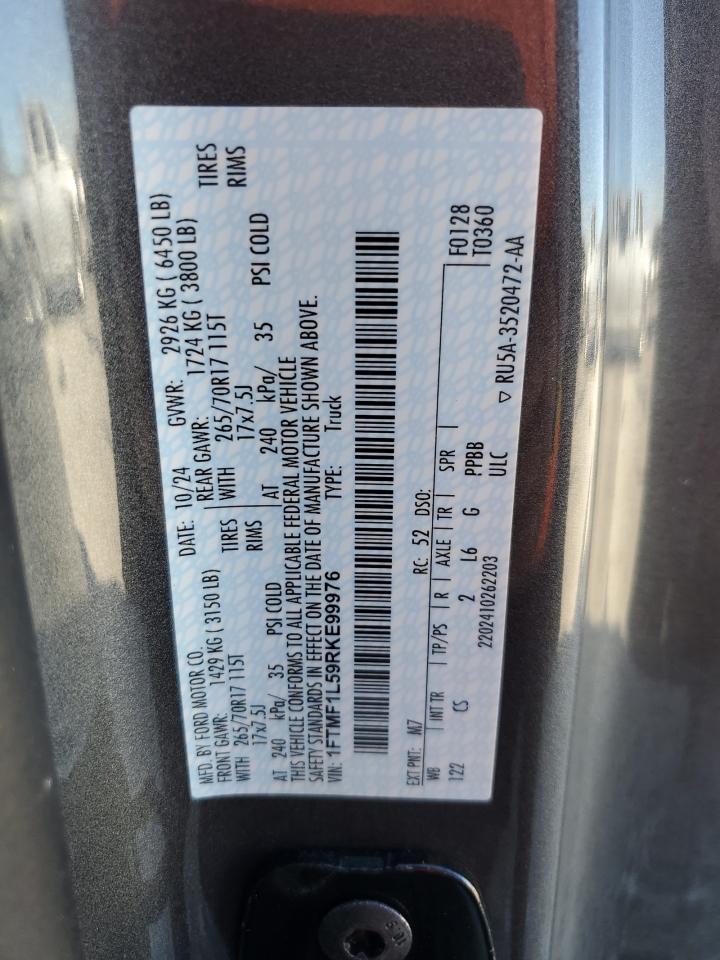 MFD. BY FORD MOTOR CO. DATE: 10/24 GVWR: 2926 KG ( 6450 LB)
FRONT GAWR: 1429 KG ( 3150 LB) REAR GAWR: 1724 KG ( 3800 LB)
WITH 265/70R17 115T TIRES WITH 265/70R17 115T TIRES
17x7.5J RIMS 17x7.5J RIMS
AT 240 kPa/ 35 PSI COLD AT 240 kPa/ 35 PSI COLD
THIS VEHICLE CONFORMS TO ALL APPLICABLE FEDERAL MOTOR VEHICLE
SAFETY STANDARDS IN EFFECT ON THE DATE OF MANUFACTURE SHOWN ABOVE.
VIN: 1FTMF1L59RKE99976 TYPE: Truck
EXT PNT: M7 RC: 52 DSO: F0128
WB INT TR TP/PS R AXLE TR SPR T0360
122 CS 2 L6 G PPBB
2202410262203 ULC
▽ RU5A-3520472-AA